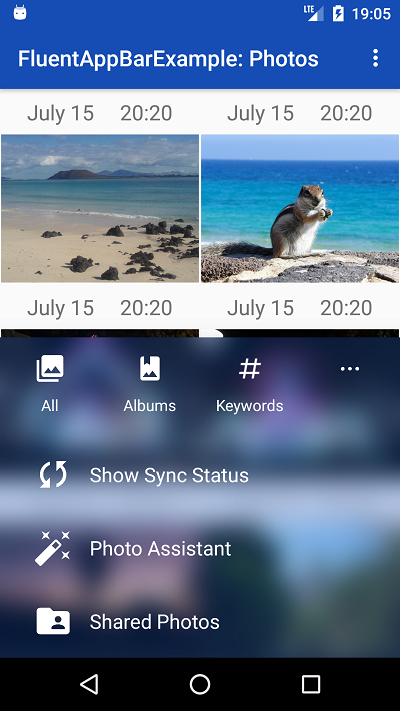 LTE 19:05
FluentAppBarExample: Photos
July 15 20:20 July 15 20:20
July 15 20:20 July 15 20:20
All Albums Keywords
Show Sync Status
Photo Assistant
Shared Photos